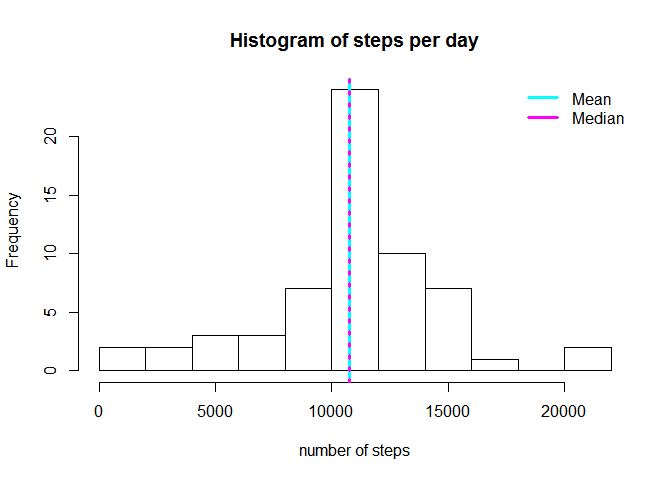 Histogram of steps per day
Mean
Median
Frequency
20
15
10
5
0
0 5000 10000 15000 20000
number of steps